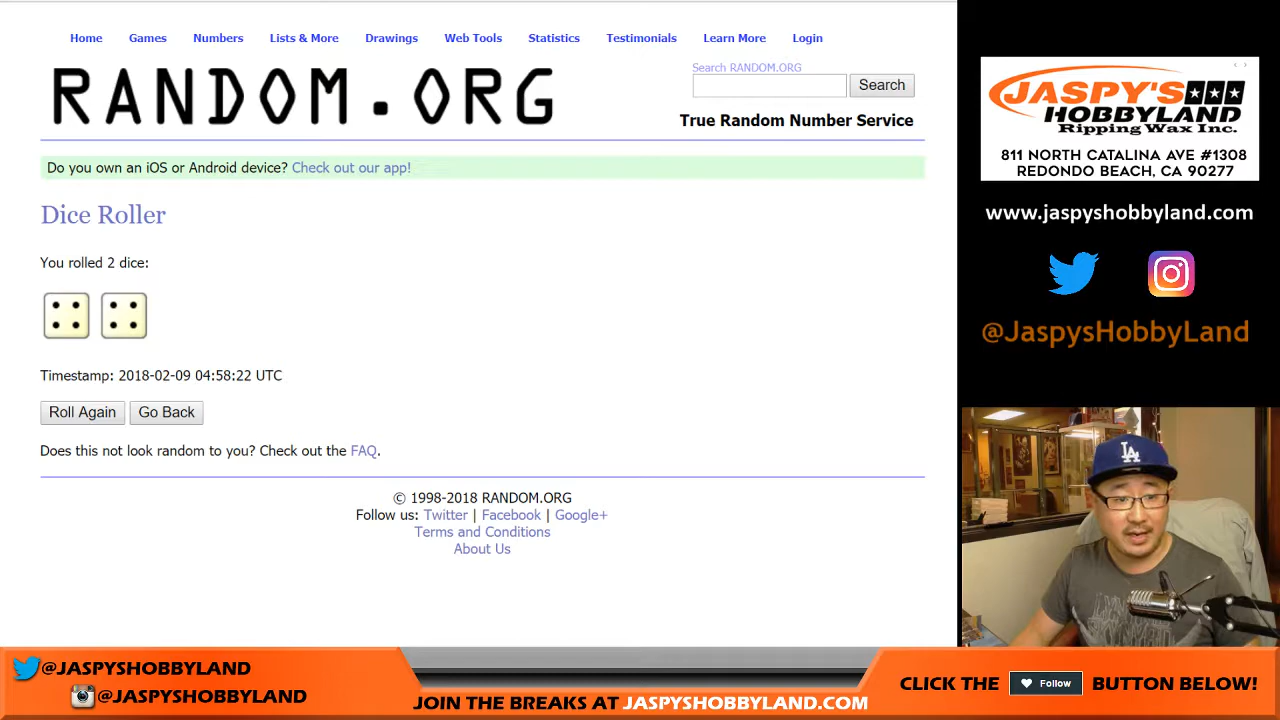 Home Games Numbers Lists & More Drawings Web Tools Statistics Testimonials Learn More Login
RANDOM.ORG
Search RANDOM.ORG
Search
True Random Number Service
Do you own an iOS or Android device? Check out our app!
Dice Roller
You rolled 2 dice:
Timestamp: 2018-02-09 04:58:22 UTC
Roll Again Go Back
Does this not look random to you? Check out the FAQ.
© 1998-2018 RANDOM.ORG
Follow us: Twitter | Facebook | Google+
Terms and Conditions
About Us
JASPY'S
HOBBYLAND
Ripping Wax Inc.
811 NORTH CATALINA AVE #1308
REDONDO BEACH, CA 90277
www.jaspyshobbyland.com
@JaspysHobbyLand
LA
@JASPYSHOBBYLAND
@JASPYSHOBBYLAND
JOIN THE BREAKS AT JASPYSHOBBYLAND.COM
CLICK THE Follow BUTTON BELOW!